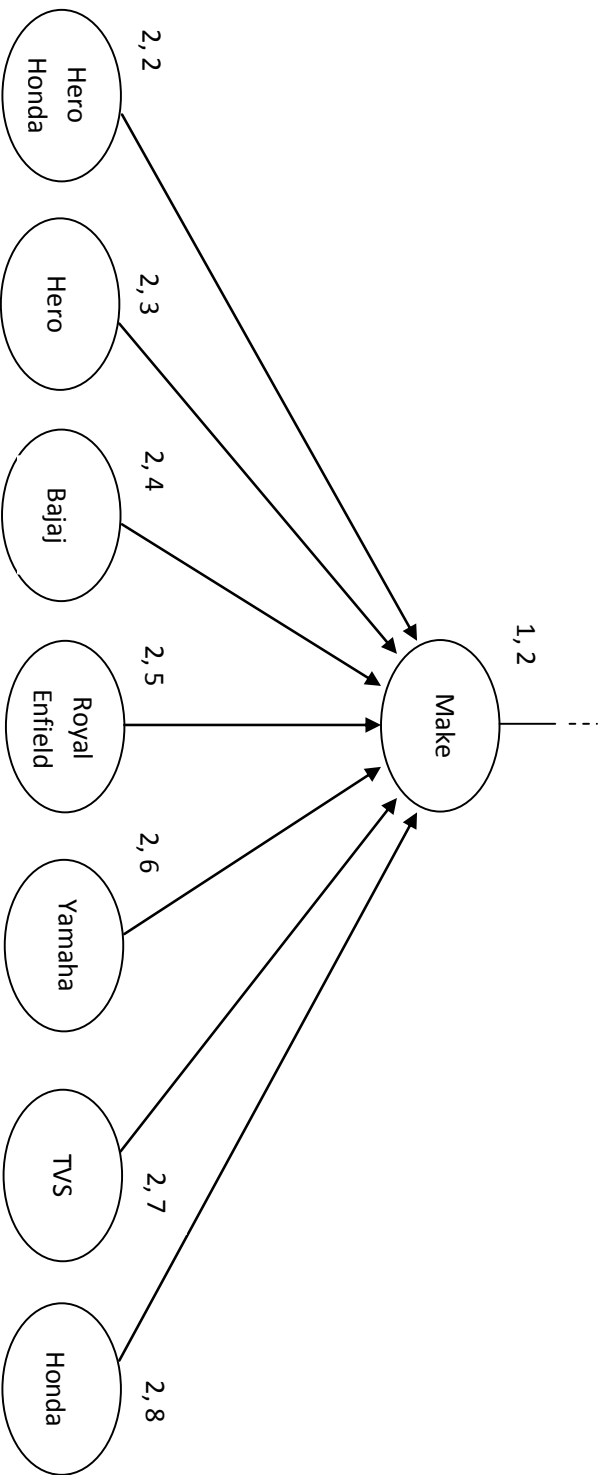 1, 2
Make
2, 2
2, 3
2, 4
2, 5
2, 6
2, 7
2, 8
Hero
Honda
Hero
Bajaj
Royal
Enfield
Yamaha
TVS
Honda